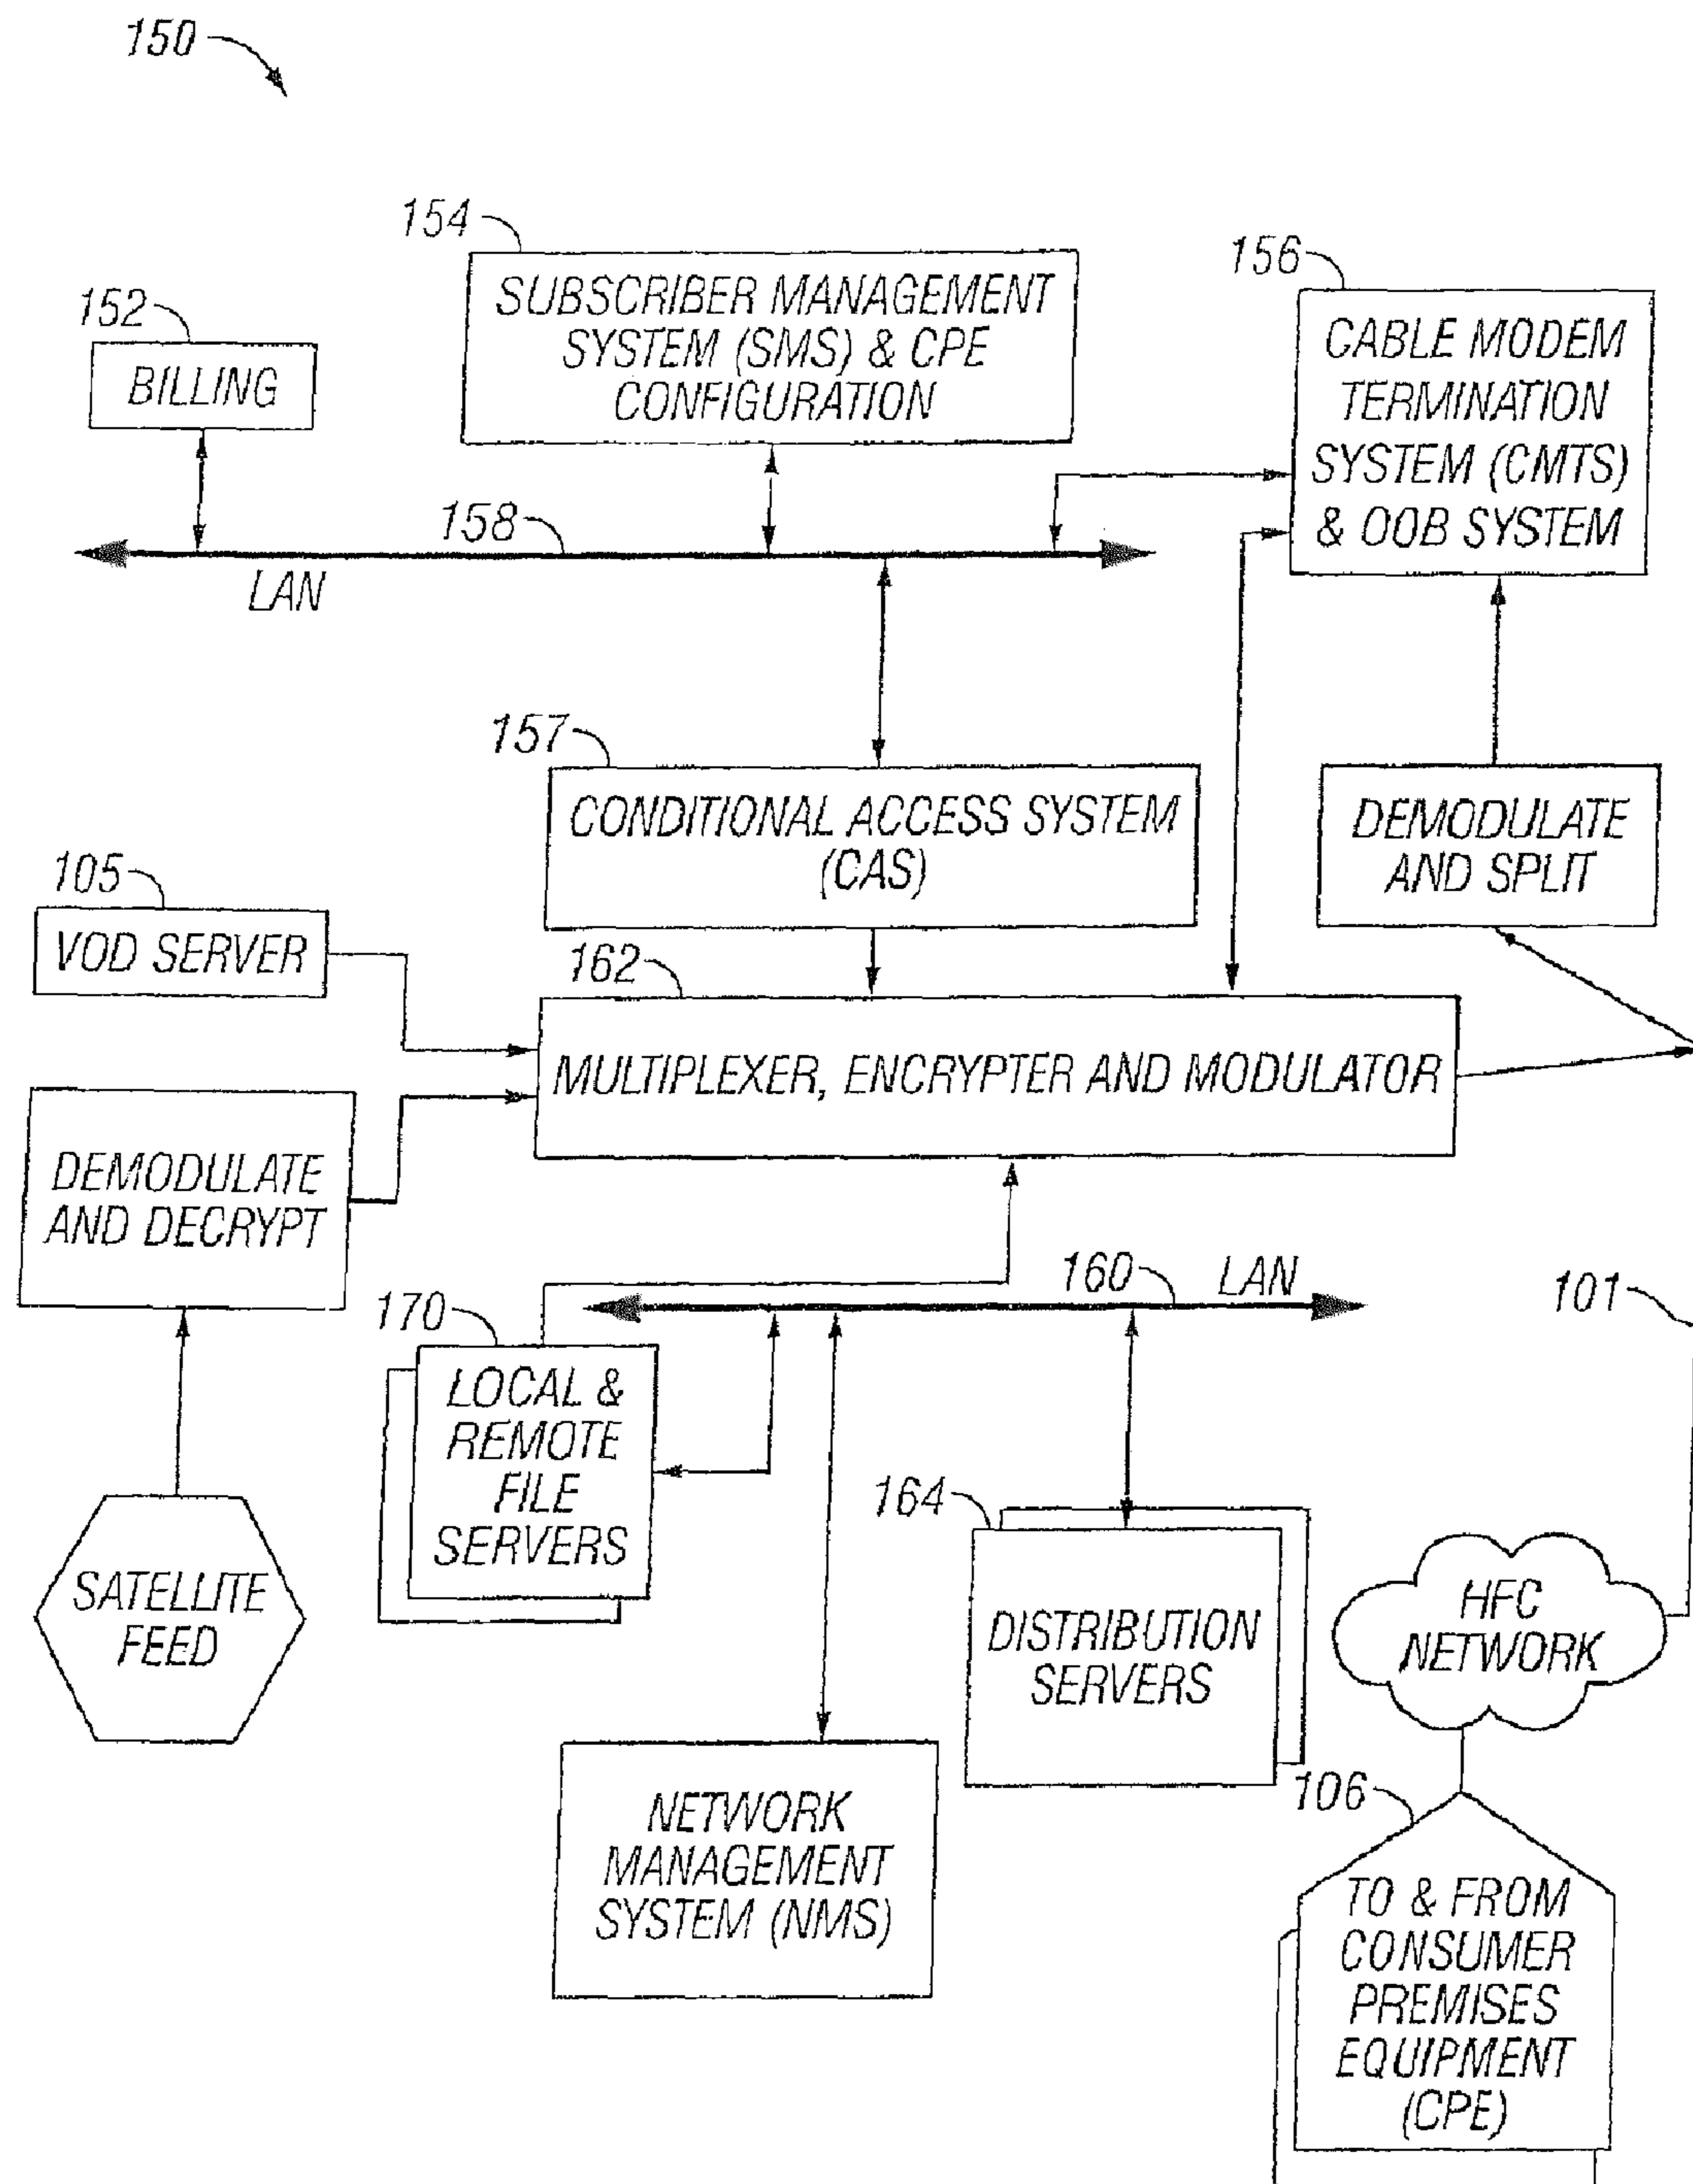 150
154
SUBSCRIBER MANAGEMENT
SYSTEM (SMS) & CPE
CONFIGURATION
156
CABLE MODEM
TERMINATION
SYSTEM (CMTS)
& OOB SYSTEM
152
BILLING
158
LAN
157
CONDITIONAL ACCESS SYSTEM
(CAS)
DEMODULATE
AND SPLIT
105
VOD SERVER
162
MULTIPLEXER, ENCRYPTER AND MODULATOR
DEMODULATE
AND DECRYPT
160
LAN
101
170
LOCAL &
REMOTE
FILE
SERVERS
164
DISTRIBUTION
SERVERS
SATELLITE
FEED
HFC
NETWORK
NETWORK
MANAGEMENT
SYSTEM (NMS)
106
TO & FROM
CONSUMER
PREMISES
EQUIPMENT
(CPE)